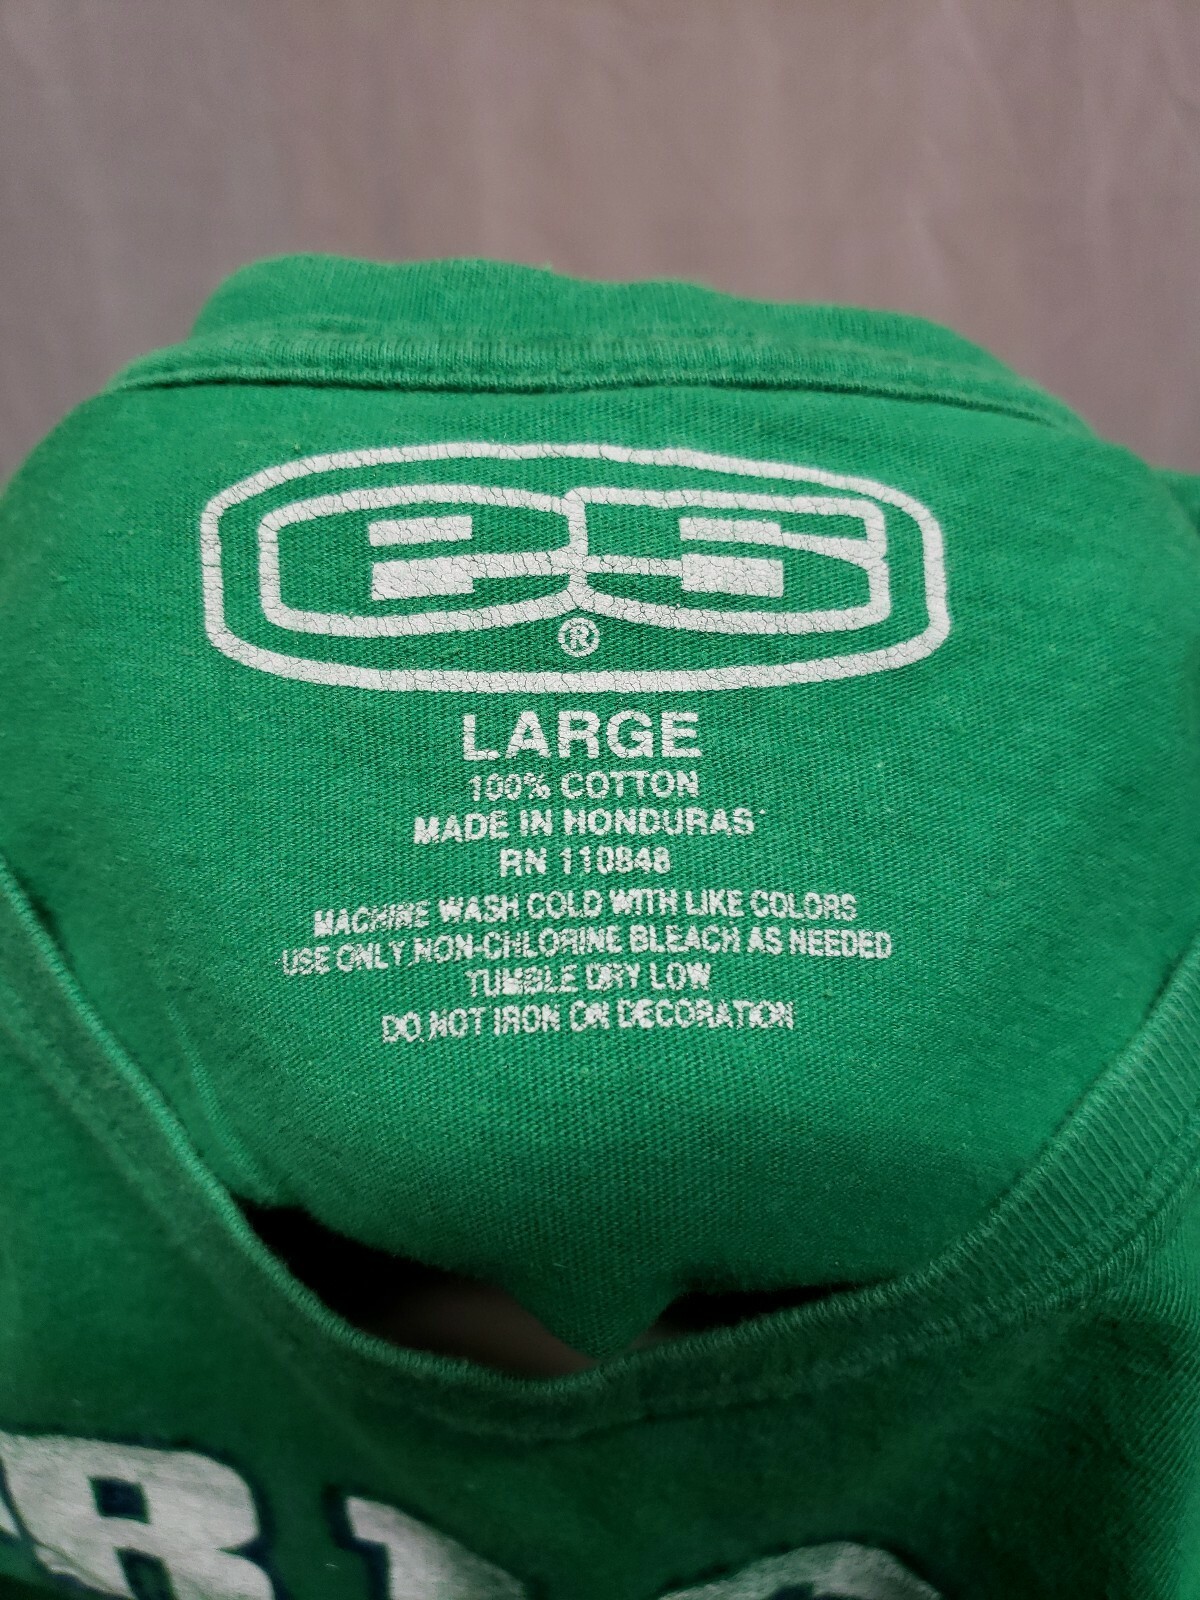 es
®
LARGE
100% COTTON
MADE IN HONDURAS
RN 110848
MACHINE WASH COLD WITH LIKE COLORS
USE ONLY NON-CHLORINE BLEACH AS NEEDED
TUMBLE DRY LOW
DO NOT IRON ON DECORATION